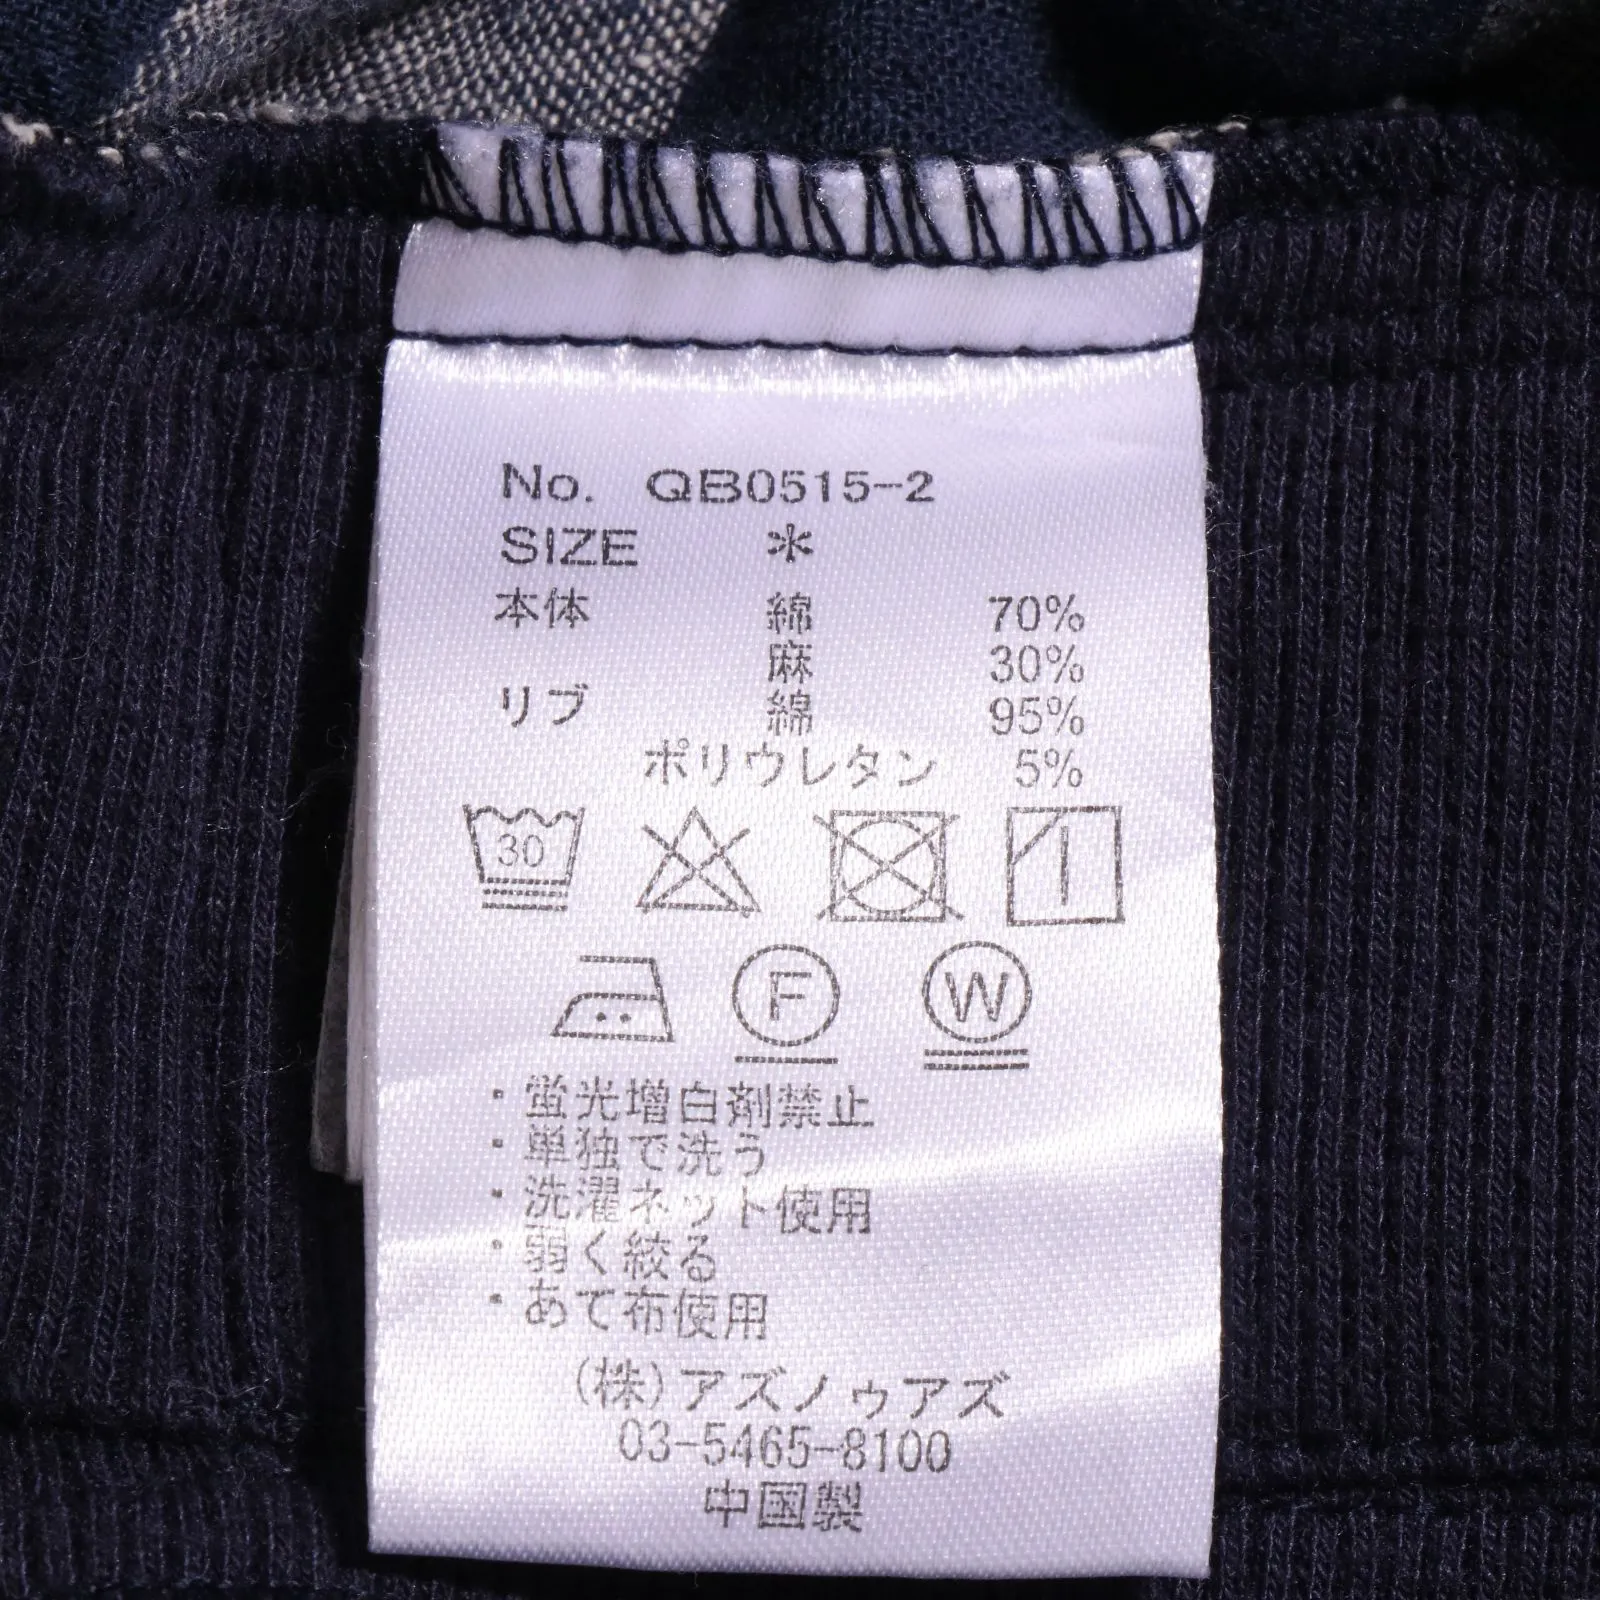 No. QB0515-2
SIZE *
本体 綿 70%
麻 30%
リブ 綿 95%
ポリウレタン 5%
30
F W
・蛍光増白剤禁止
・単独で洗う
・洗濯ネット使用
・弱く絞る
・あて布使用
(株)アズノゥアズ
03-5465-8100
中国製